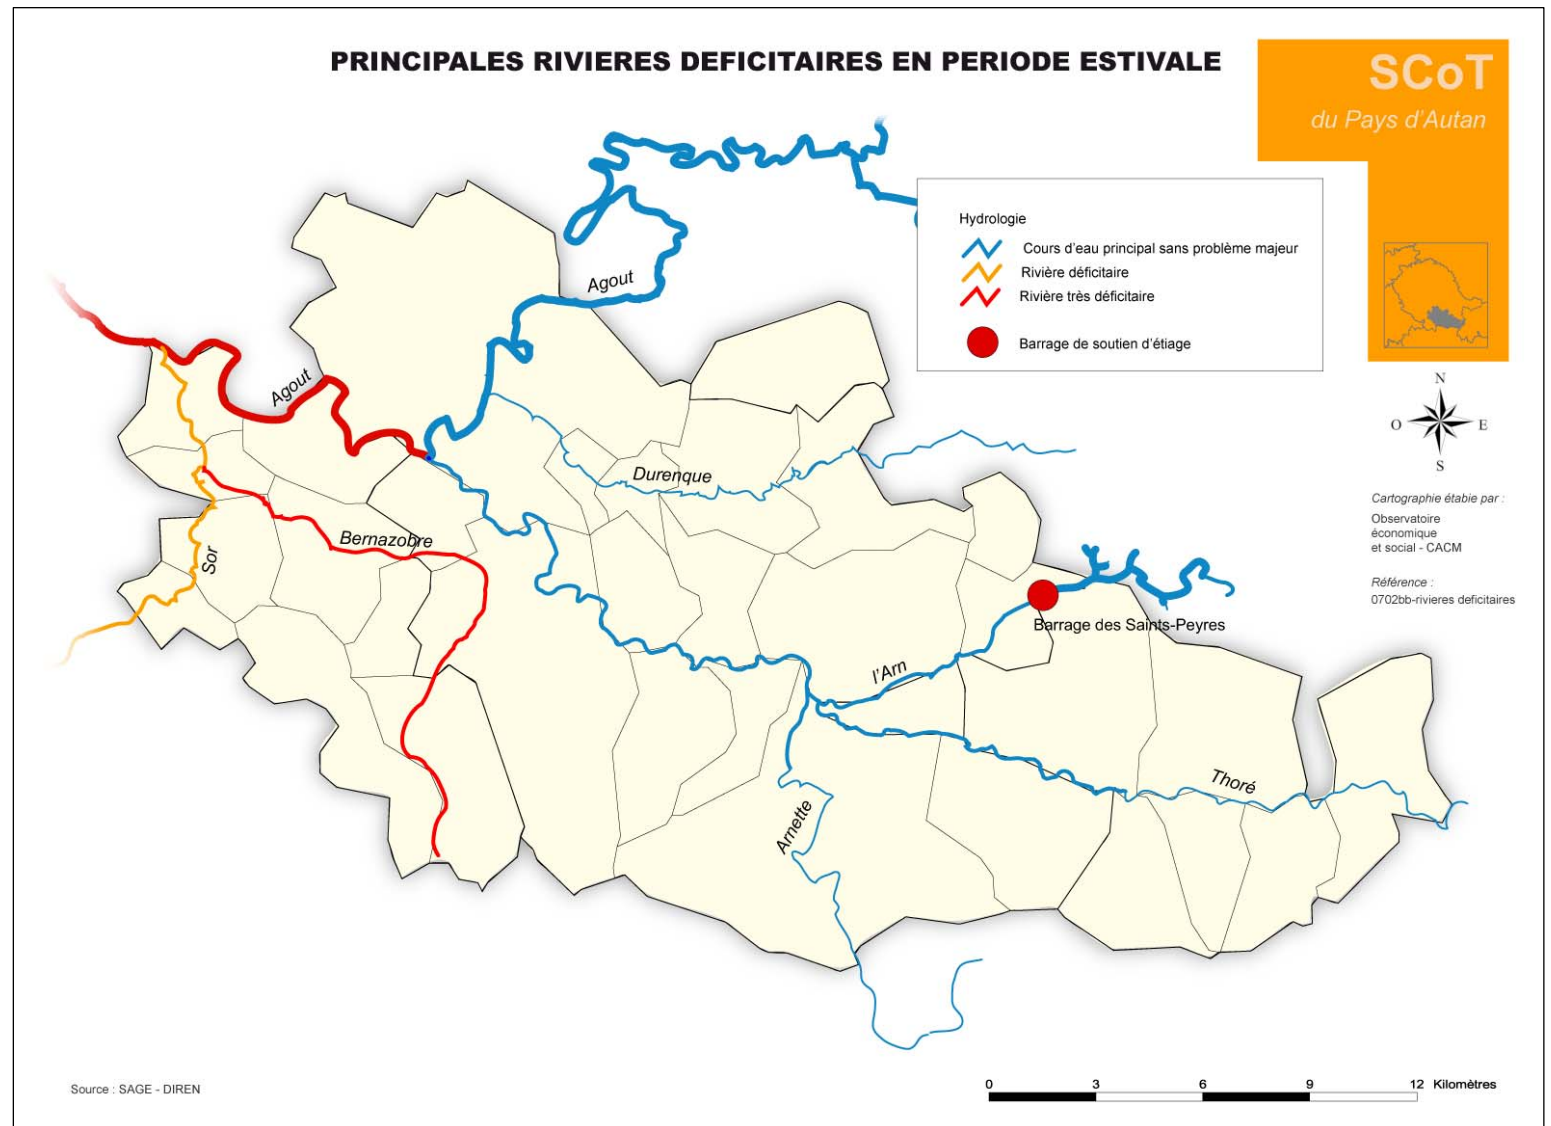 PRINCIPALES RIVIERES DEFICITAIRES EN PERIODE ESTIVALE
SCoT
du Pays d'Autan
Hydrologie
Cours d'eau principal sans problème majeur
Rivière déficitaire
Rivière très déficitaire
Barrage de soutien d'étiage
Agout
Agout
Durenque
Bernazobre
Sor
Barrage des Saints-Peyres
l'Arn
Thoré
Arnette
N
O
E
S
Cartographie étabie par :
Observatoire
économique
et social - CACM
Référence :
0702bb-rivieres deficitaires
Source : SAGE - DIREN
0 3 6 9 12 Kilomètres